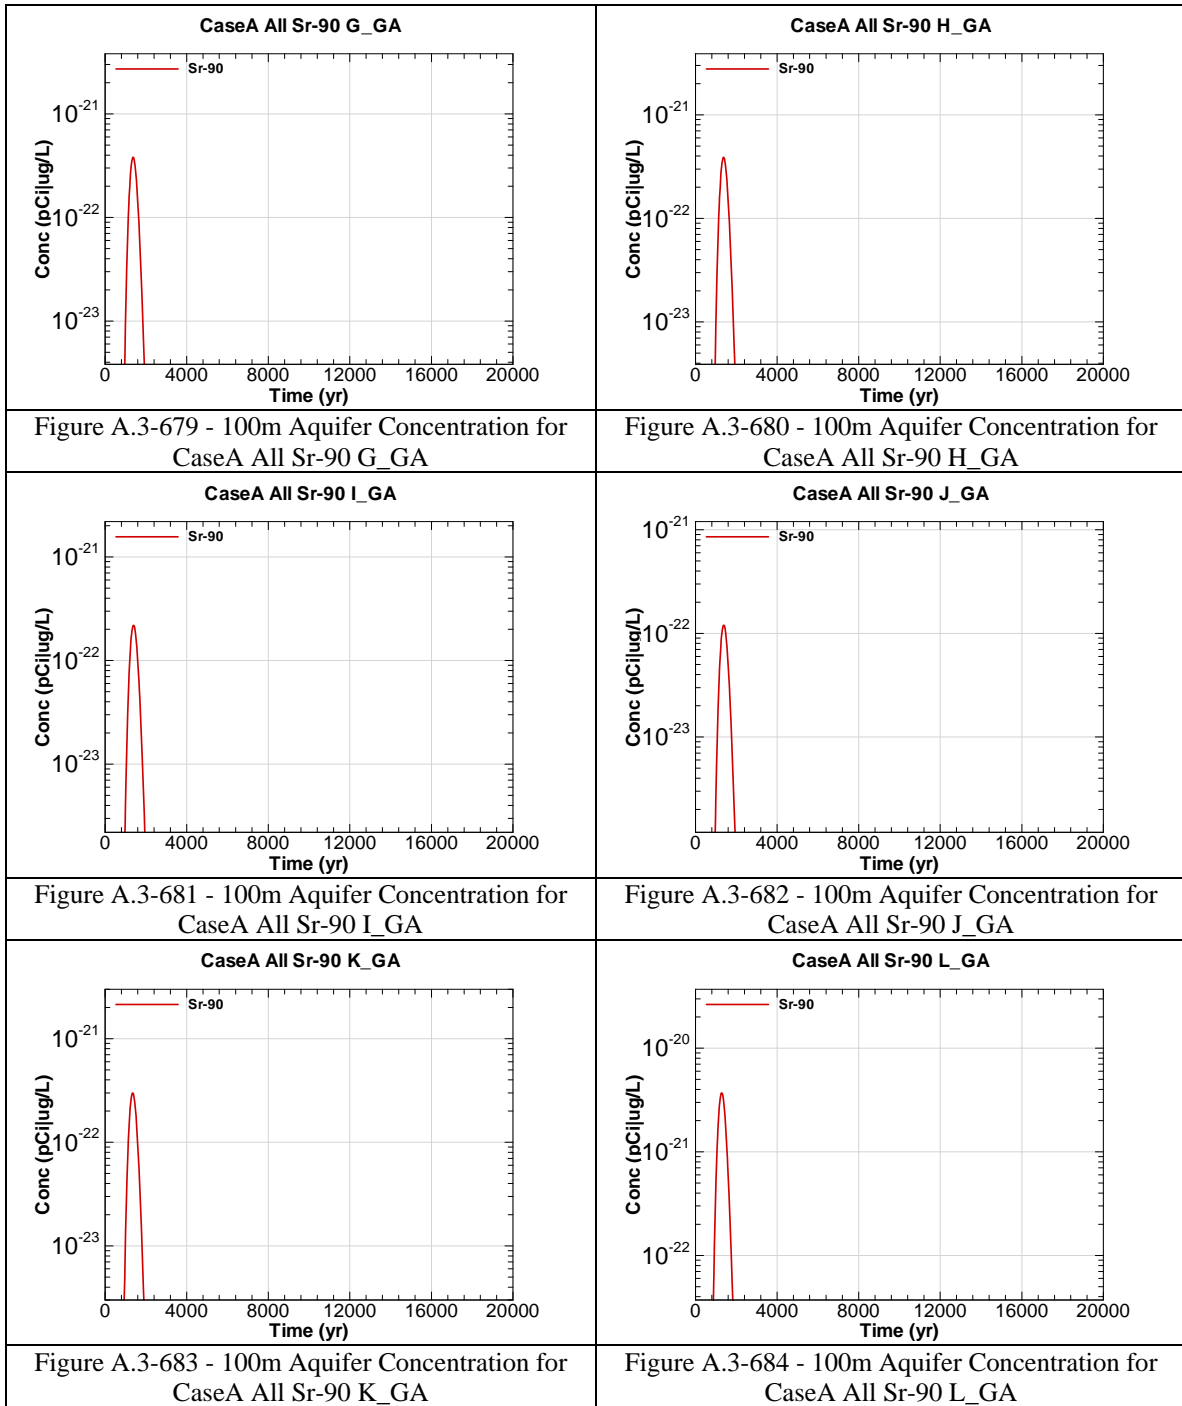 CaseA All Sr-90 G_GA
Sr-90
10-21
10-22
10-23
Conc (pCi|ug/L)
0 4000 8000 12000 16000 20000
Time (yr)
Figure A.3-679 - 100m Aquifer Concentration for
CaseA All Sr-90 G_GA
CaseA All Sr-90 H_GA
Sr-90
10-21
10-22
10-23
Conc (pCi|ug/L)
0 4000 8000 12000 16000 20000
Time (yr)
Figure A.3-680 - 100m Aquifer Concentration for
CaseA All Sr-90 H_GA
CaseA All Sr-90 I_GA
Sr-90
10-21
10-22
10-23
Conc (pCi|ug/L)
0 4000 8000 12000 16000 20000
Time (yr)
Figure A.3-681 - 100m Aquifer Concentration for
CaseA All Sr-90 I_GA
CaseA All Sr-90 J_GA
Sr-90
10-21
10-22
10-23
Conc (pCi|ug/L)
0 4000 8000 12000 16000 20000
Time (yr)
Figure A.3-682 - 100m Aquifer Concentration for
CaseA All Sr-90 J_GA
CaseA All Sr-90 K_GA
Sr-90
10-21
10-22
10-23
Conc (pCi|ug/L)
0 4000 8000 12000 16000 20000
Time (yr)
Figure A.3-683 - 100m Aquifer Concentration for
CaseA All Sr-90 K_GA
CaseA All Sr-90 L_GA
Sr-90
10-20
10-21
10-22
Conc (pCi|ug/L)
0 4000 8000 12000 16000 20000
Time (yr)
Figure A.3-684 - 100m Aquifer Concentration for
CaseA All Sr-90 L_GA